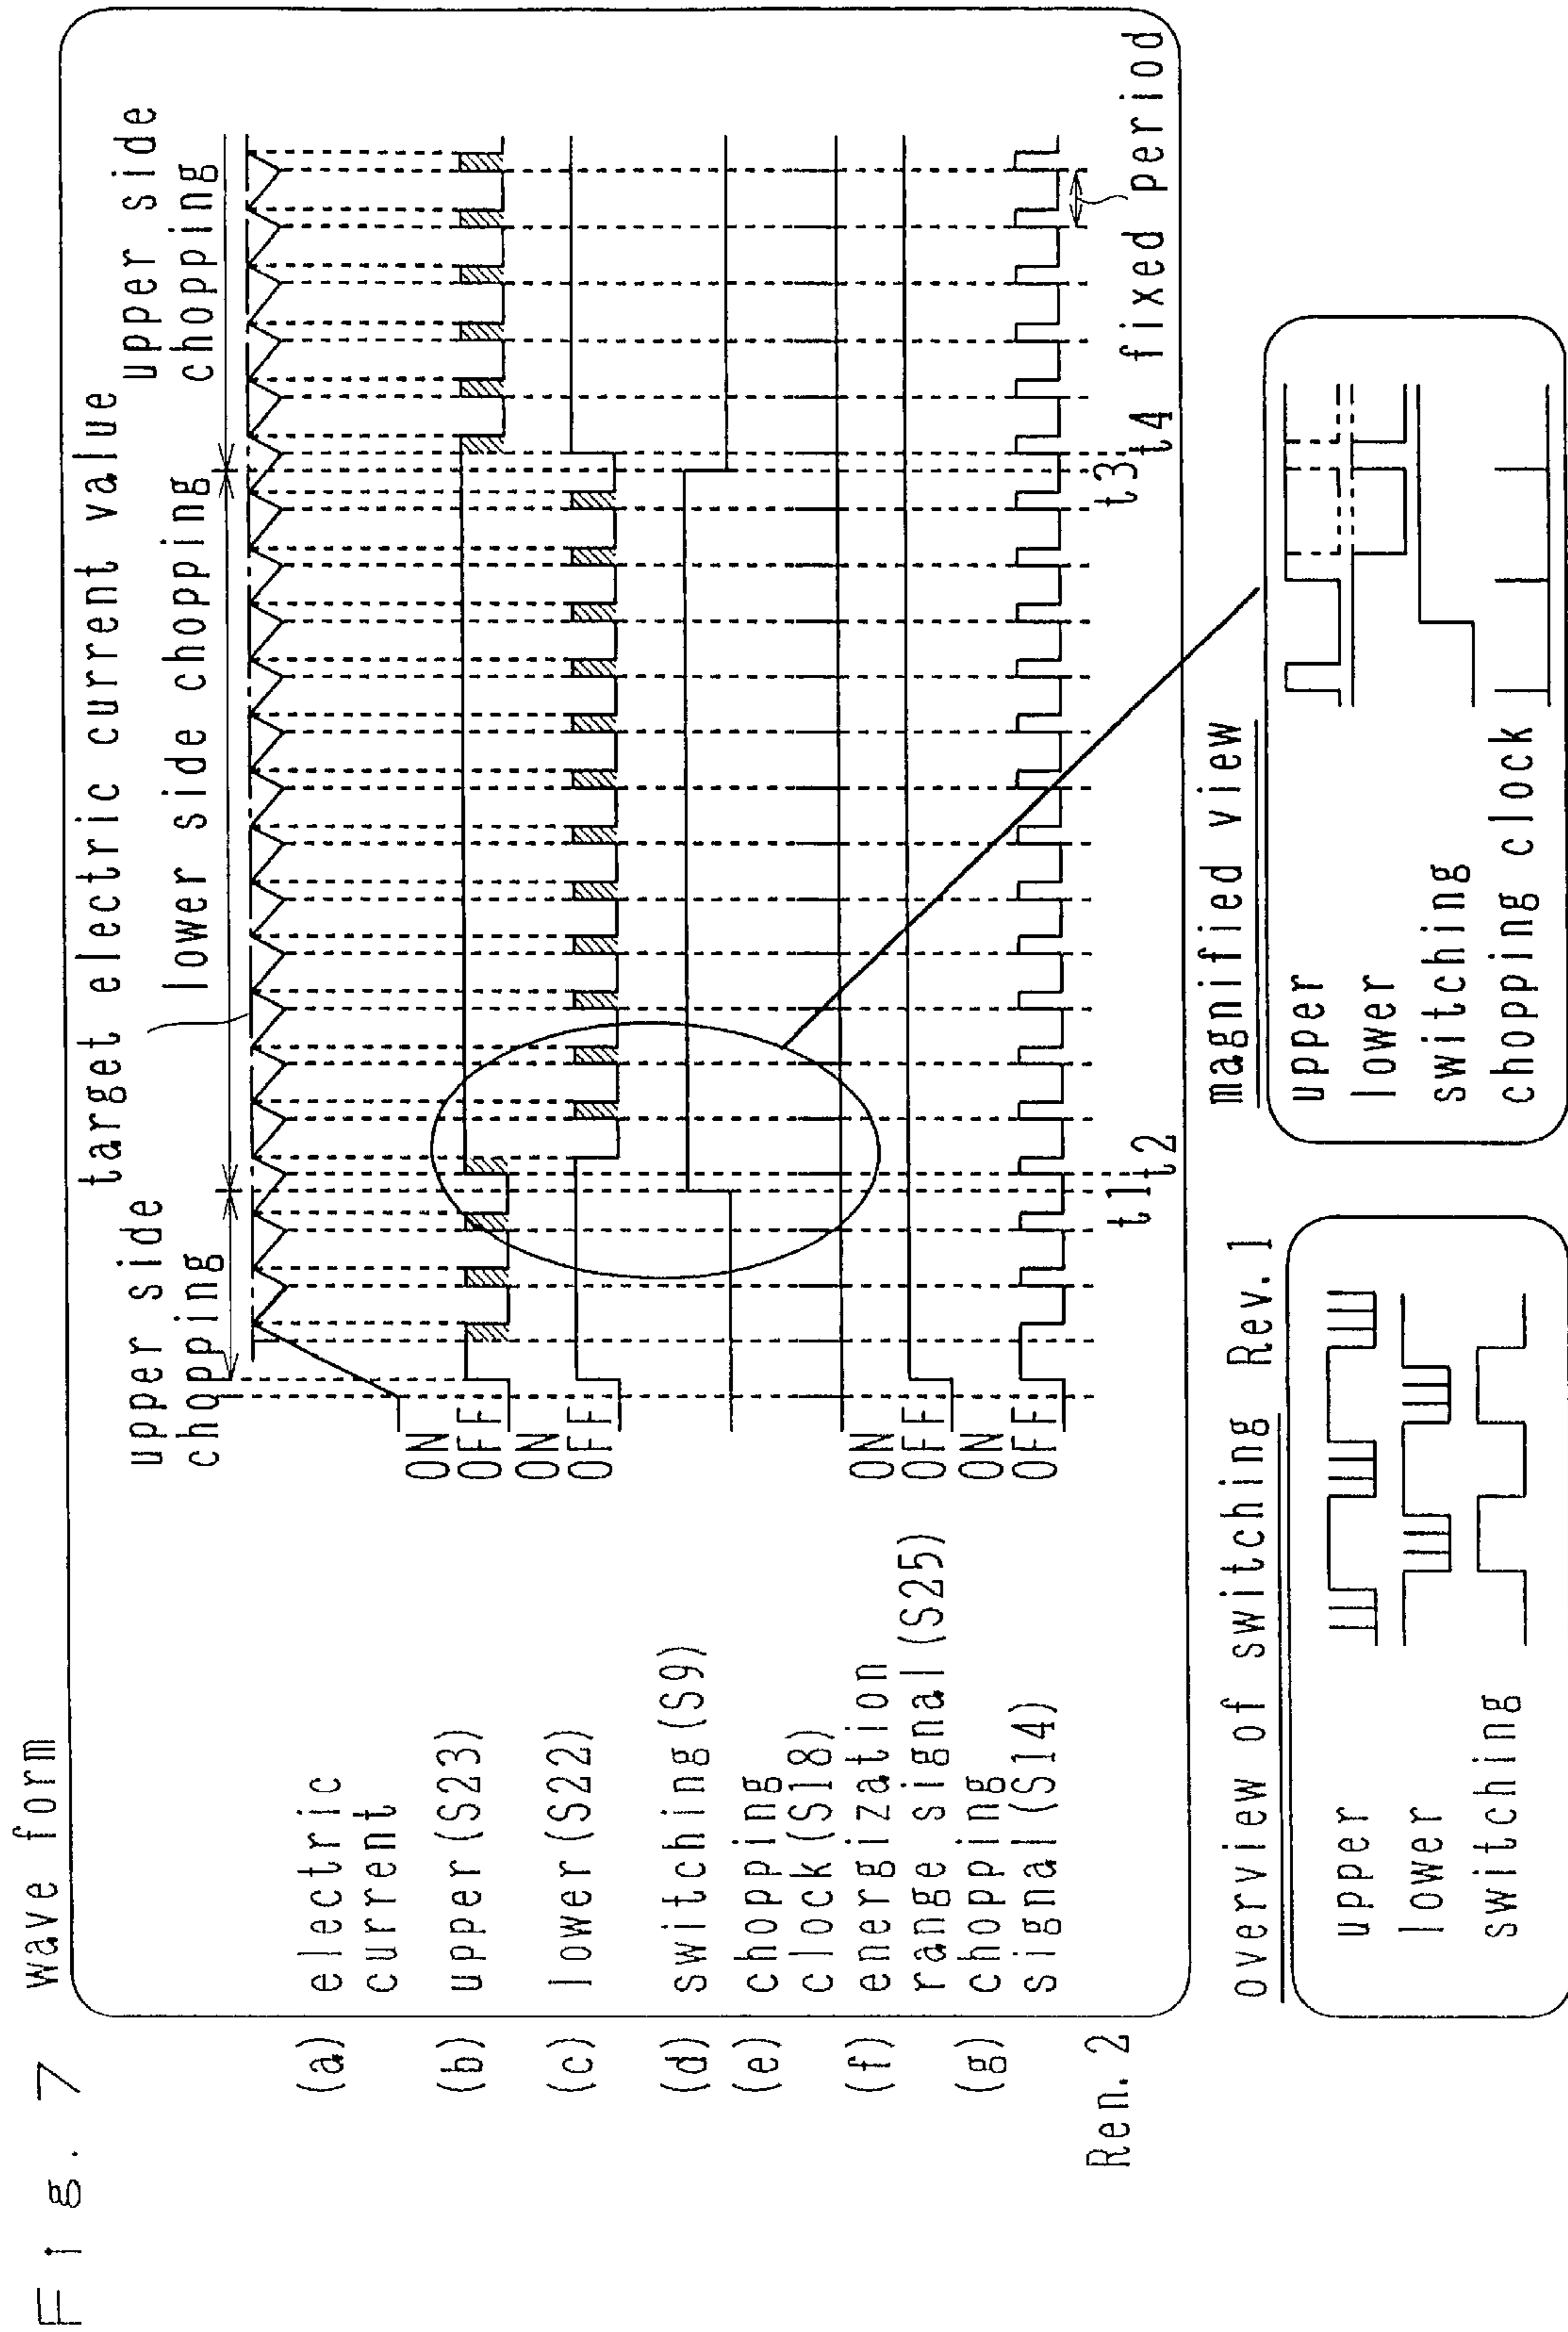 Fig. 7
wave form
target electric current value
upper side
chopping
lower side chopping
upper side
chopping
(a) electric
current
(b) upper (S23)
ON
OFF
(c) lower (S22)
ON
OFF
(d) switching (S9)
(e) chopping
clock (S18)
(f) energization
range signal (S25)
ON
OFF
(g) chopping
signal (S14)
ON
OFF
t1 t2
t3 t4
fixed period
Ren. 2
overview of switching Rev. 1
upper
lower
switching
magnified view
upper
lower
switching
chopping clock